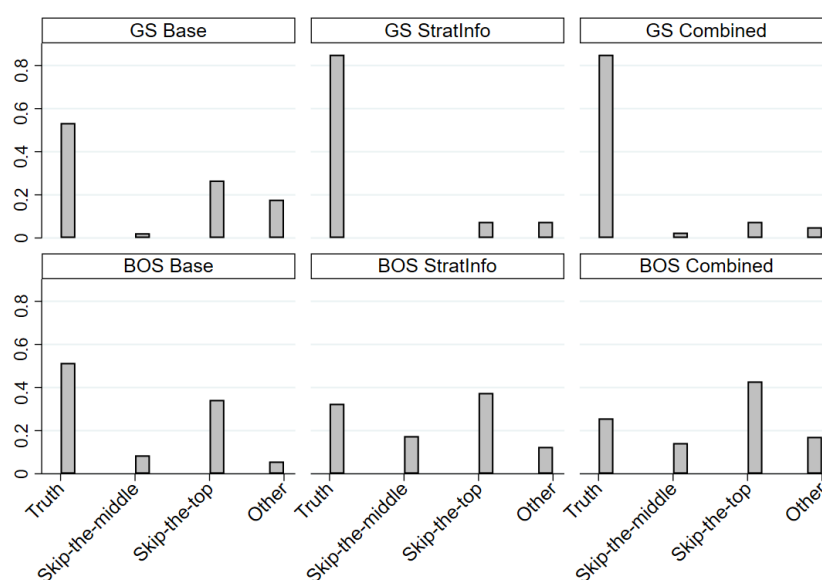 GS Base
GS StratInfo
GS Combined
0.8
0.6
0.4
0.2
0
BOS Base
BOS StratInfo
BOS Combined
0.8
0.6
0.4
0.2
0
Truth
Skip-the-middle
Skip-the-top
Other
Truth
Skip-the-middle
Skip-the-top
Other
Truth
Skip-the-middle
Skip-the-top
Other